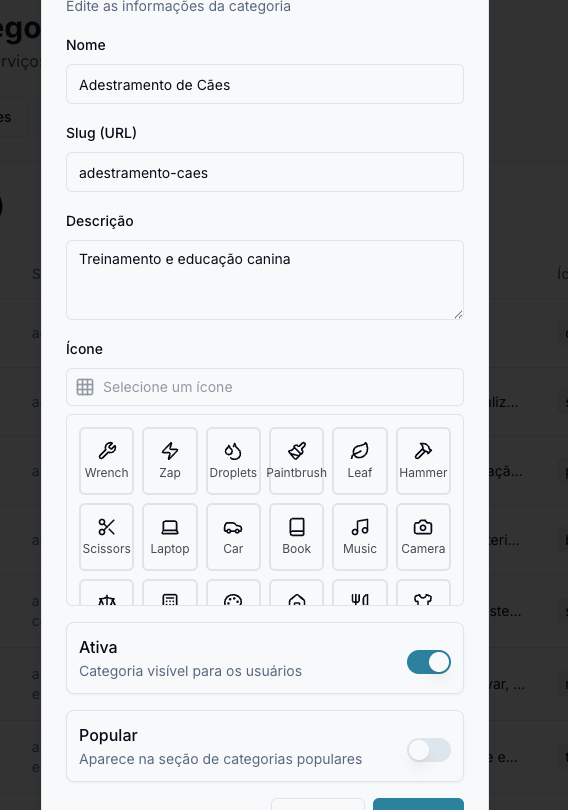 Edite as informações da categoria
Nome
Adestramento de Cães
Slug (URL)
adestramento-caes
Descrição
Treinamento e educação canina
Ícone
Selecione um ícone
Wrench Zap Droplets Paintbrush Leaf Hammer
Scissors Laptop Car Book Music Camera
Ativa
Categoria visível para os usuários
Popular
Aparece na seção de categorias populares